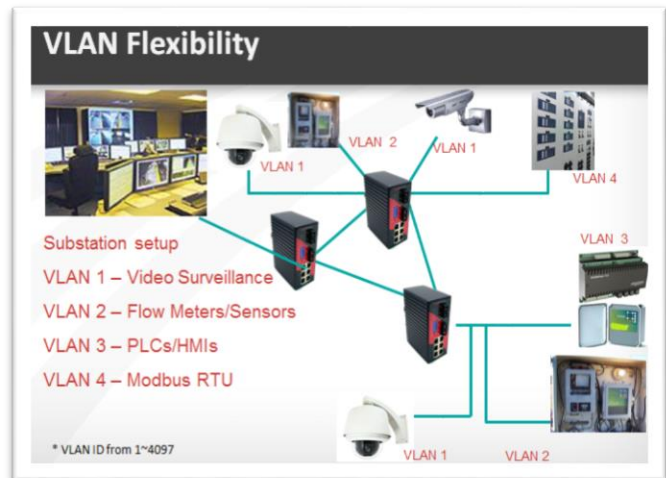 VLAN Flexibility
VLAN 1
VLAN 2
VLAN 1
VLAN 4
Substation setup
VLAN 1 – Video Surveillance
VLAN 2 – Flow Meters/Sensors
VLAN 3 – PLCs/HMIs
VLAN 4 – Modbus RTU
VLAN 3
VLAN 1
VLAN 2
* VLAN ID from 1~4097